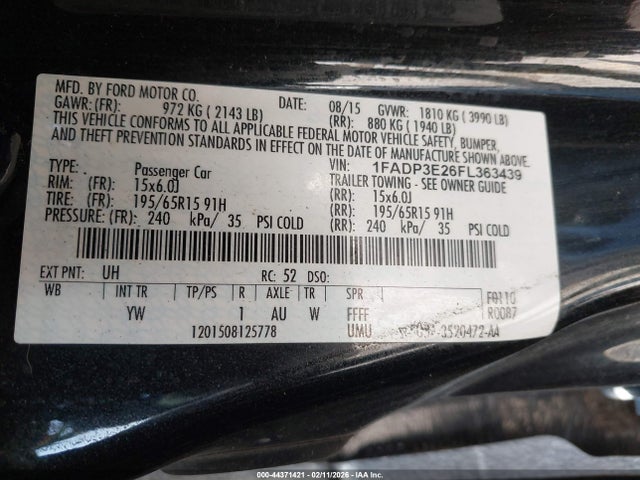 MFD. BY FORD MOTOR CO.
DATE: 08/15 GVWR: 1810 KG ( 3990 LB)
GAWR: (FR): 972 KG ( 2143 LB) (RR): 880 KG ( 1940 LB)
THIS VEHICLE CONFORMS TO ALL APPLICABLE FEDERAL MOTOR VEHICLE SAFETY, BUMPER,
AND THEFT PREVENTION STANDARDS IN EFFECT ON THE DATE OF MANUFACTURE SHOWN ABOVE.
VIN: 1FADP3E26FL363439
TYPE: Passenger Car TRAILER TOWING - SEE OWNER GUIDE
RIM: (FR): 15x6.0J (RR): 15x6.0J
TIRE: (FR): 195/65R15 91H (RR): 195/65R15 91H
PRESSURE: (FR): 240 kPa/ 35 PSI COLD (RR): 240 kPa/ 35 PSI COLD
EXT PNT: UH RC: 52 DSO:
WB INT TR TP/PS R AXLE TR SPR F0110
YW 1 AU W FFFF R0087
1201508125778 UMU 3520472-AA
000-44371421 - 02/11/2026 - IAA Inc.